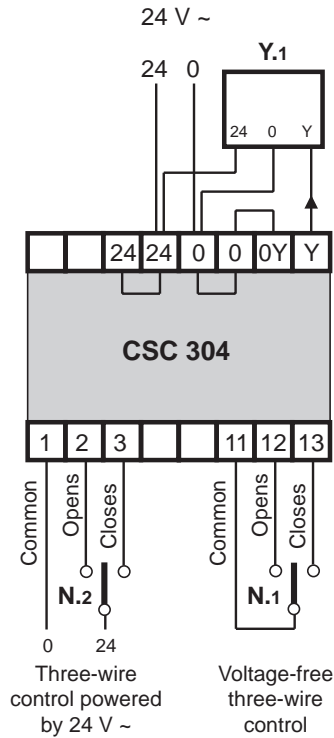 24 V ~
24 0
Y.1
24 0 Y
24 24 0 0 0Y Y
CSC 304
1 2 3 11 12 13
Common
Opens
Closes
Common
Opens
Closes
N.2
N.1
0 24
Three-wire
control powered
by 24 V ~
Voltage-free
three-wire
control